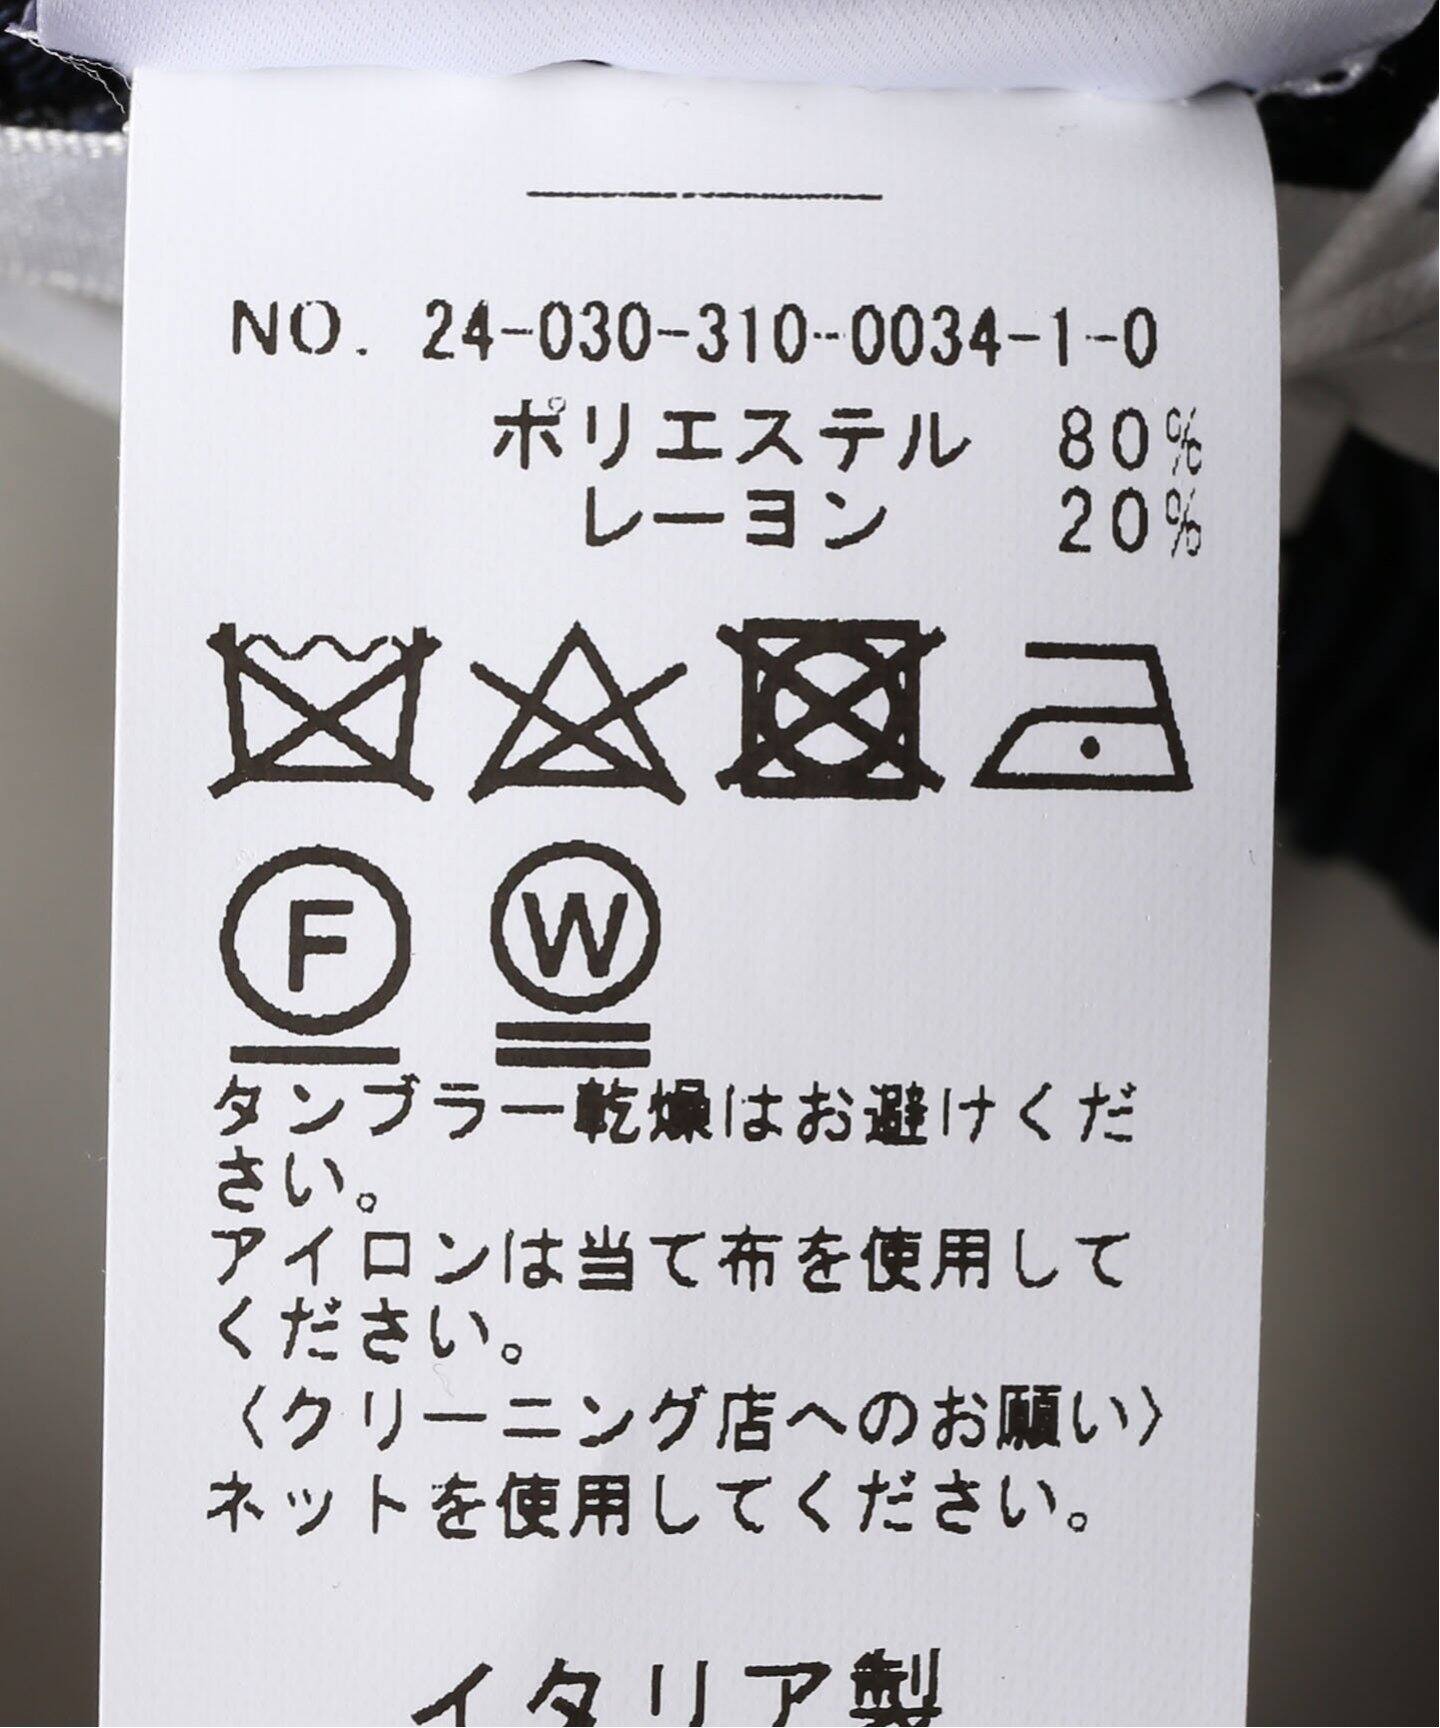 NO. 24-030-310-0034-1-0
ポリエステル 80%
レーヨン 20%
F
W
タンブラー乾燥はお避けくだ
さい。
アイロンは当て布を使用して
ください。
〈クリーニング店へのお願い〉
ネットを使用してください。
イタリア製